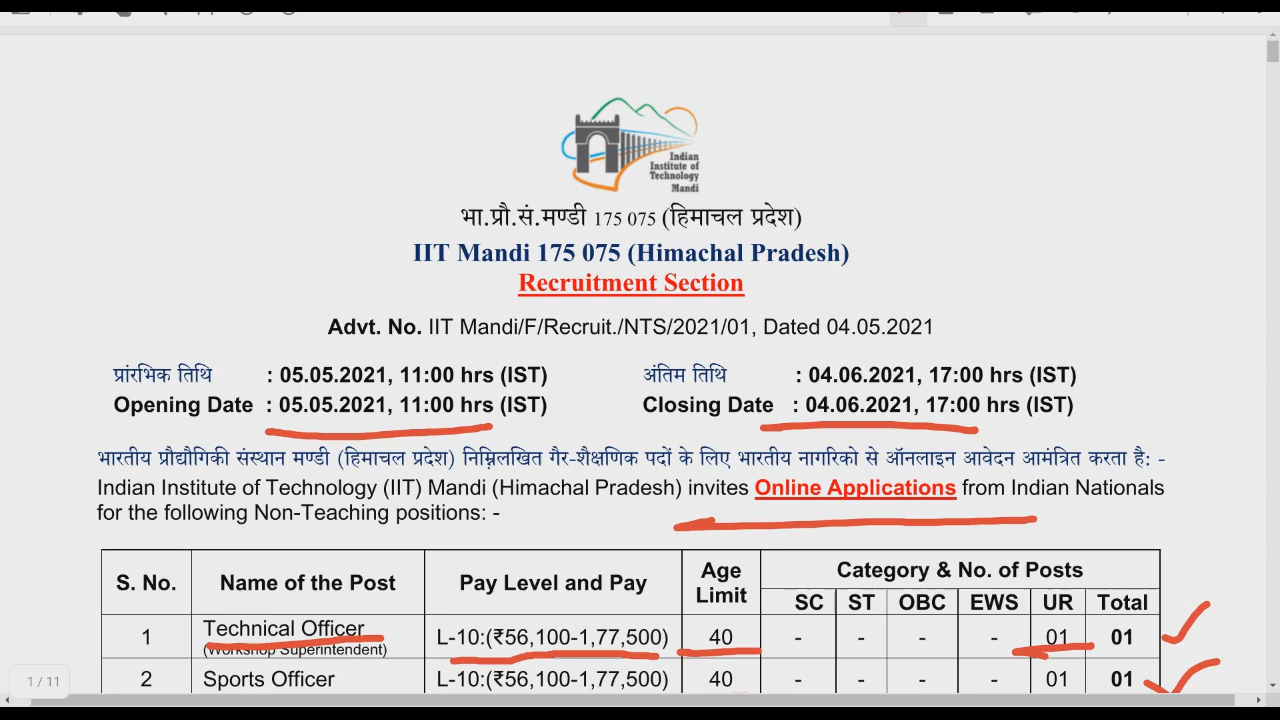 Indian
Institute of
Technology
Mandi
भा.प्रौ.सं.मण्डी 175 075 (हिमाचल प्रदेश)
IIT Mandi 175 075 (Himachal Pradesh)
Recruitment Section
Advt. No. IIT Mandi/F/Recruit./NTS/2021/01, Dated 04.05.2021
प्रांरभिक तिथि : 05.05.2021, 11:00 hrs (IST) अंतिम तिथि : 04.06.2021, 17:00 hrs (IST)
Opening Date : 05.05.2021, 11:00 hrs (IST) Closing Date : 04.06.2021, 17:00 hrs (IST)
भारतीय प्रौद्यौगिकी संस्थान मण्डी (हिमाचल प्रदेश) निम्नलिखित गैर-शैक्षणिक पदों के लिए भारतीय नागरिको से ऑनलाइन आवेदन आमंत्रित करता है: -
Indian Institute of Technology (IIT) Mandi (Himachal Pradesh) invites Online Applications from Indian Nationals
for the following Non-Teaching positions: -
S. No. Name of the Post Pay Level and Pay Age Limit Category & No. of Posts
SC ST OBC EWS UR Total
1 Technical Officer (Workshop Superintendent) L-10:(₹56,100-1,77,500) 40 - - - - 01 01
2 Sports Officer L-10:(₹56,100-1,77,500) 40 - - - - 01 01
1 / 11